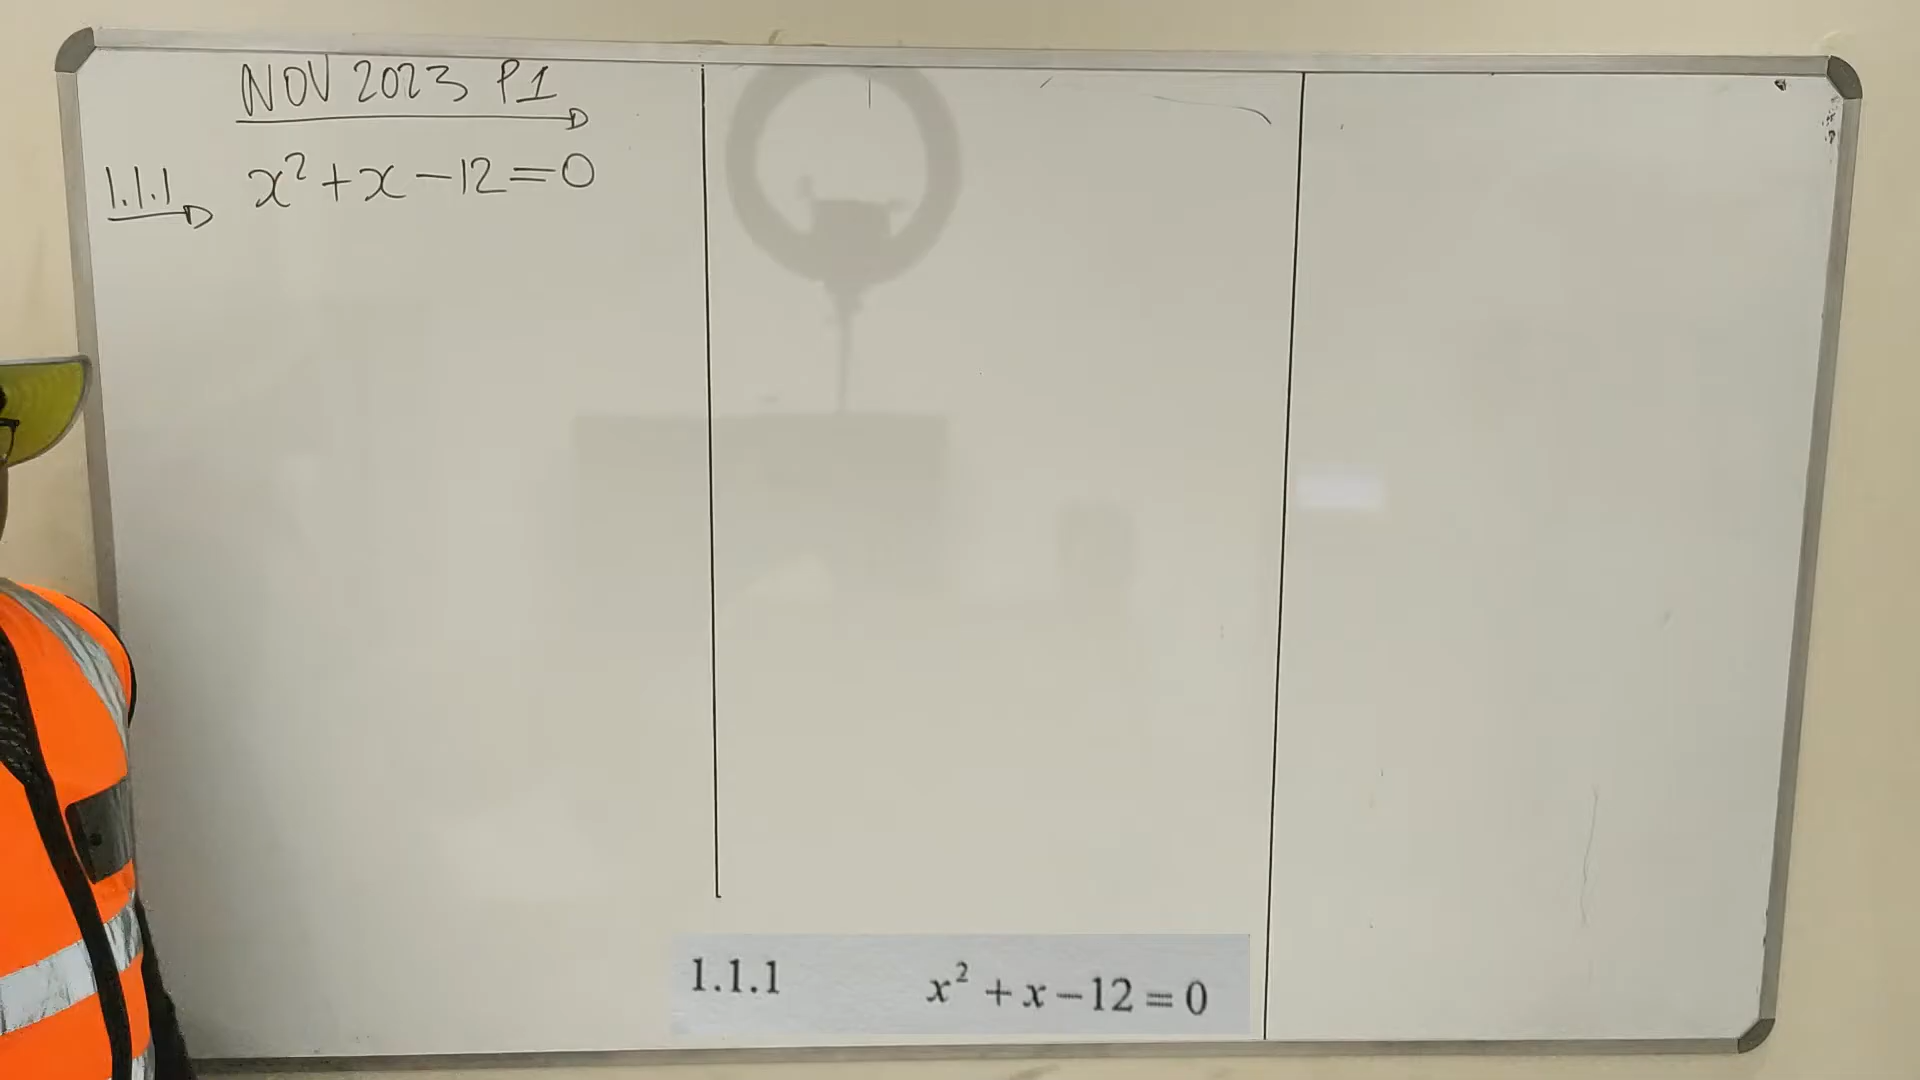 NOV 2023 P1
1.1.1 x² + x - 12 = 0
1.1.1 x² + x - 12 = 0